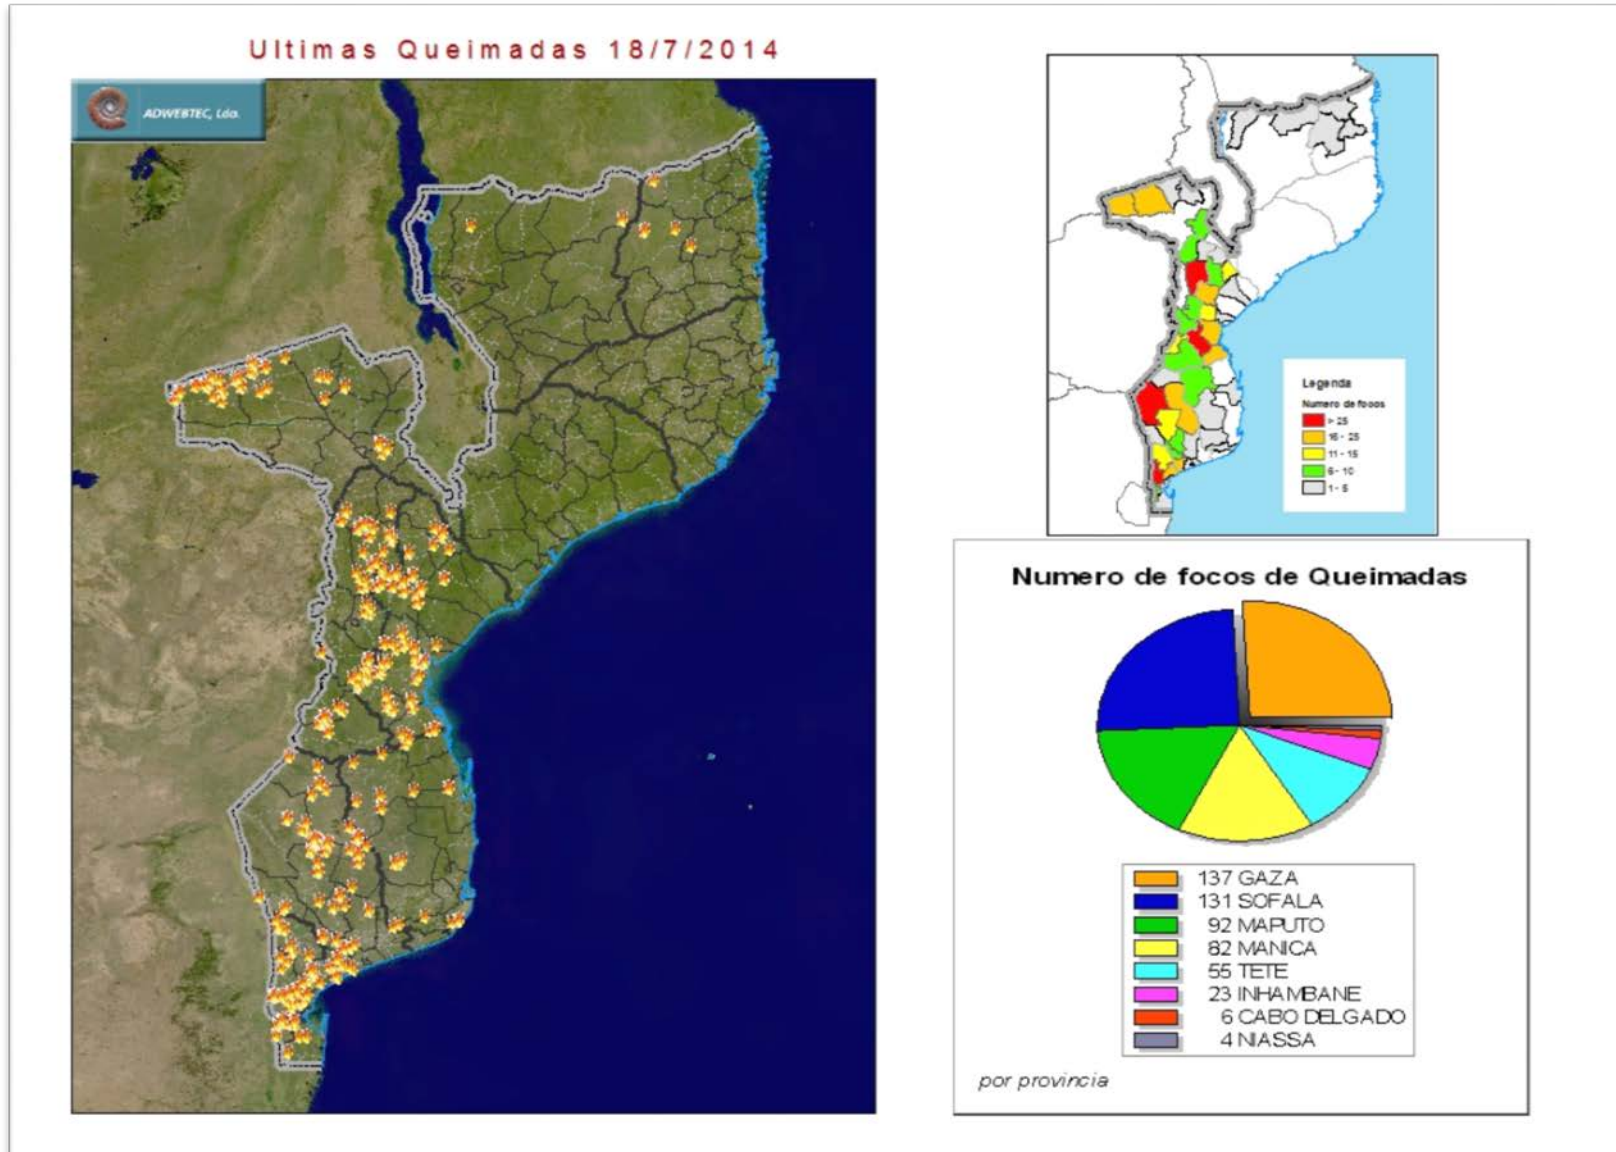 Ultimas Queimadas 18/7/2014
ADWEBTEC, Lda.
Legenda
Numero de focos
> 25
16 - 25
11 - 15
6 - 10
1 - 5
Numero de focos de Queimadas
137 GAZA
131 SOFALA
92 MAPUTO
82 MANICA
55 TETE
23 INHAMBANE
6 CABO DELGADO
4 NIASSA
por provincia